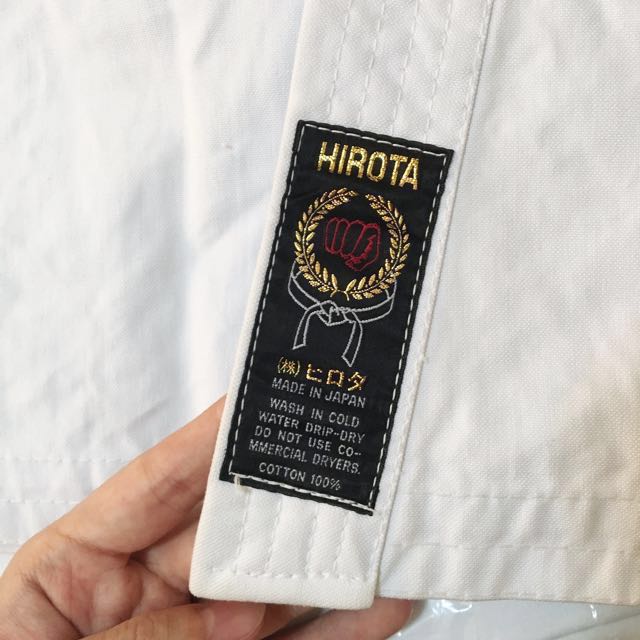 HIROTA
(株)ヒロタ
MADE IN JAPAN
WASH IN COLD
WATER DRIP-DRY
DO NOT USE CO-
MMERCIAL DRYERS.
COTTON 100%